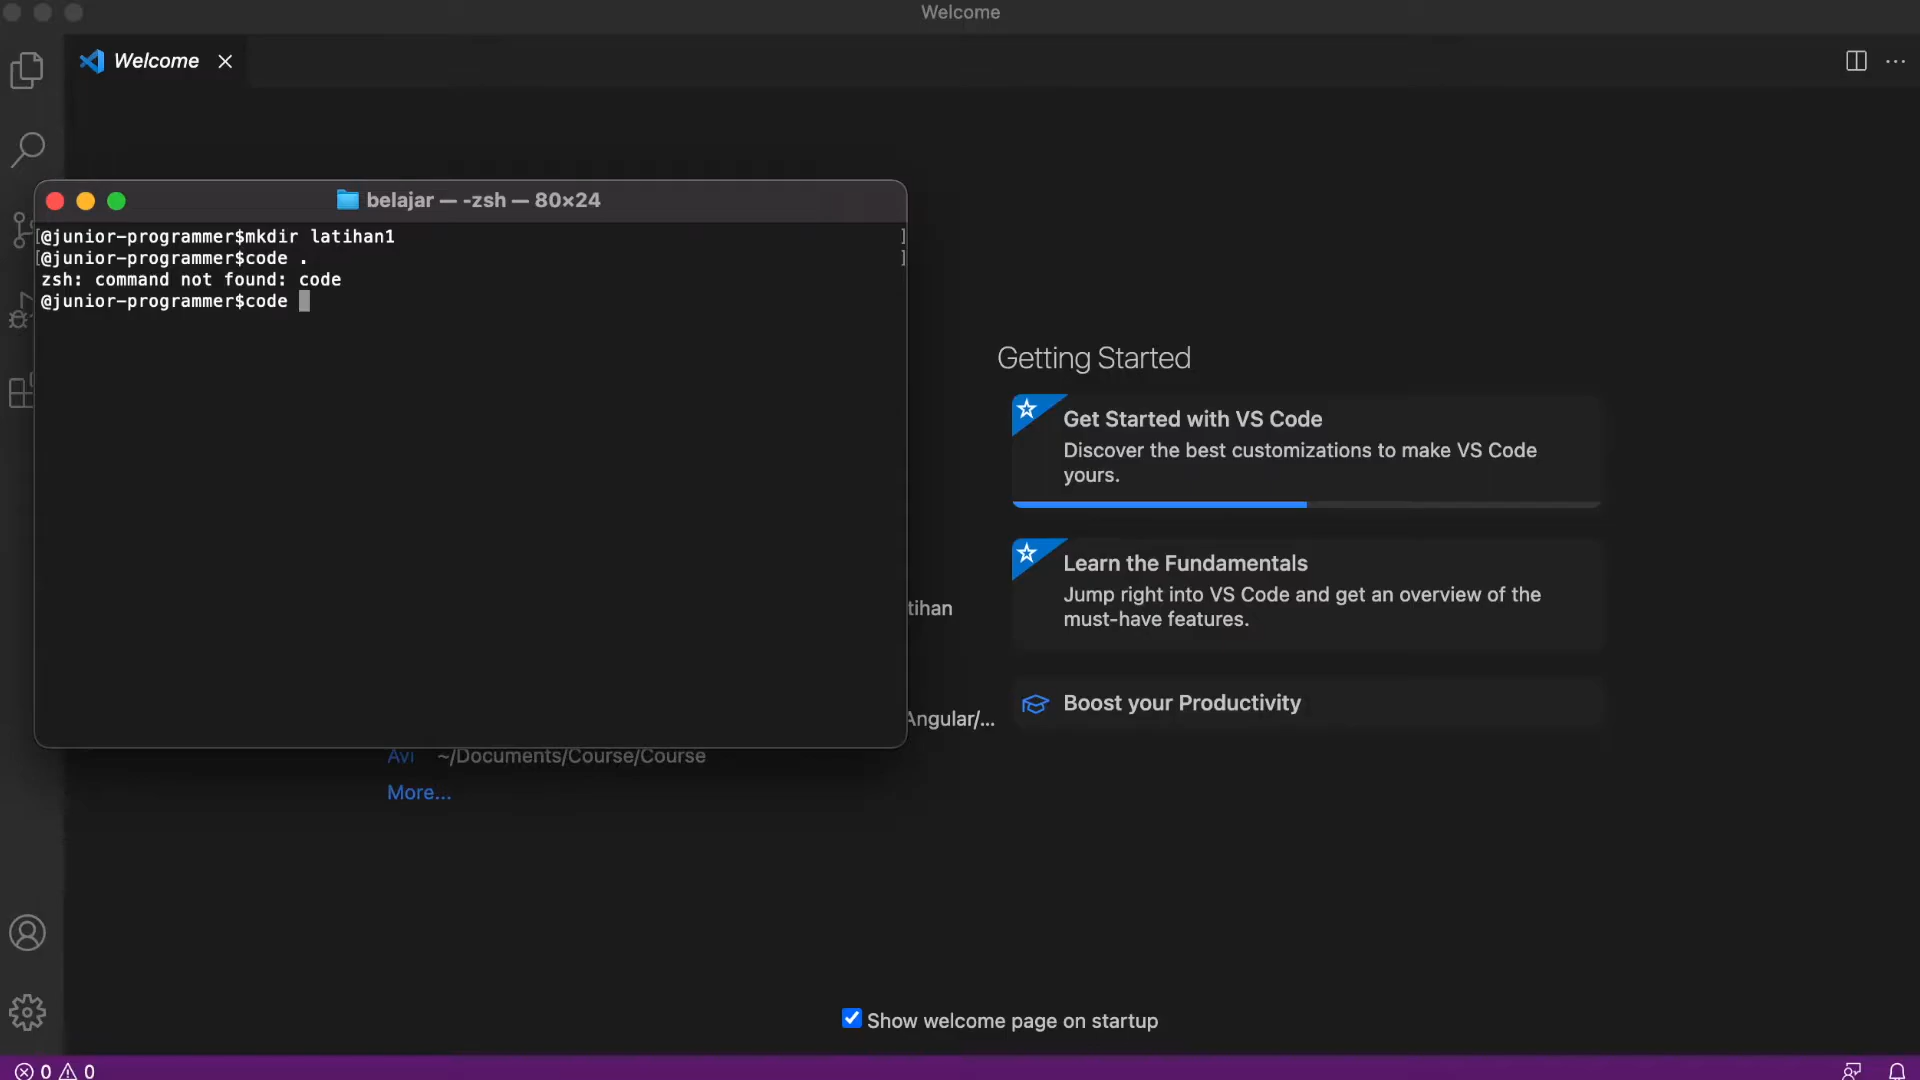 Welcome
Welcome
belajar — -zsh — 80×24
[@junior-programmer$mkdir latihan1 ]
[@junior-programmer$code . ]
zsh: command not found: code
@junior-programmer$code
Getting Started
Get Started with VS Code
Discover the best customizations to make VS Code
yours.
Learn the Fundamentals
Jump right into VS Code and get an overview of the
must-have features.
tihan
Boost your Productivity
Angular/...
Avi ~/Documents/Course/Course
More...
Show welcome page on startup
0 0